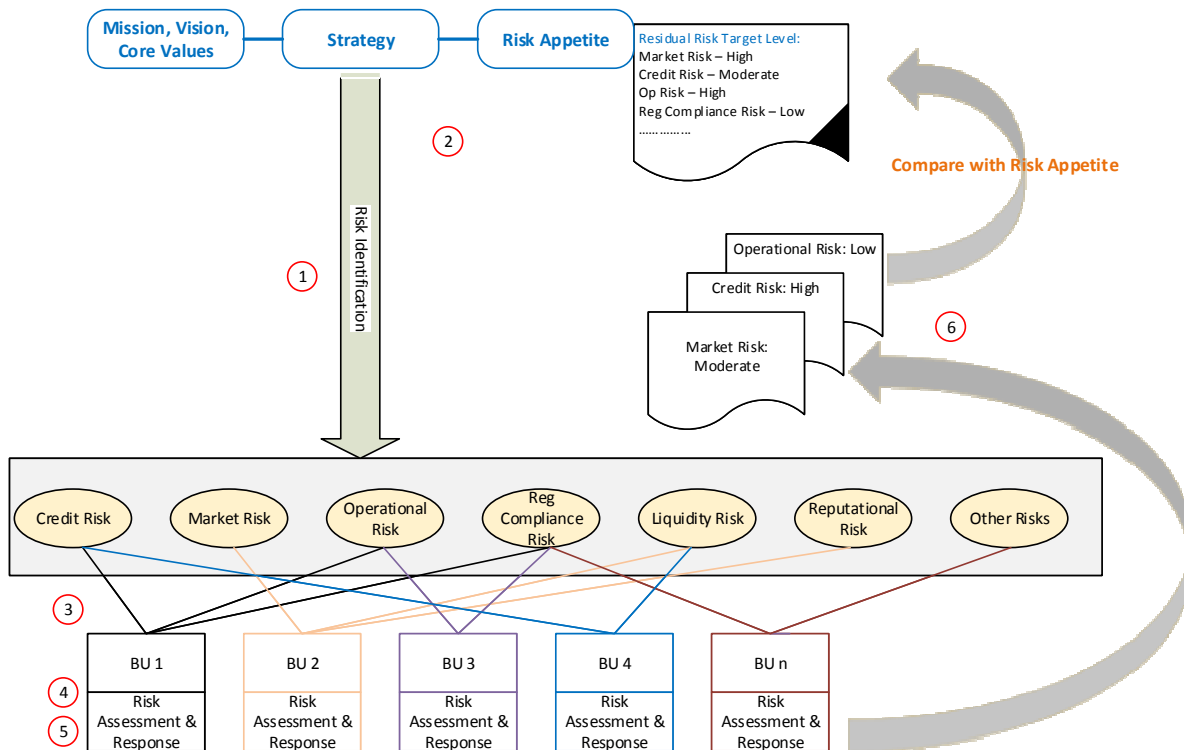 Mission, Vision,
Core Values
Strategy
Risk Appetite
Residual Risk Target Level:
Market Risk – High
Credit Risk – Moderate
Op Risk – High
Reg Compliance Risk – Low
……………
2
Compare with Risk Appetite
Risk Identification
1
Operational Risk: Low
Credit Risk: High
6
Market Risk:
Moderate
Credit Risk
Market Risk
Operational
Risk
Reg
Compliance
Risk
Liquidity Risk
Reputational
Risk
Other Risks
3
BU 1
BU 2
BU 3
BU 4
BU n
4
5
Risk
Assessment &
Response
Risk
Assessment &
Response
Risk
Assessment &
Response
Risk
Assessment &
Response
Risk
Assessment &
Response